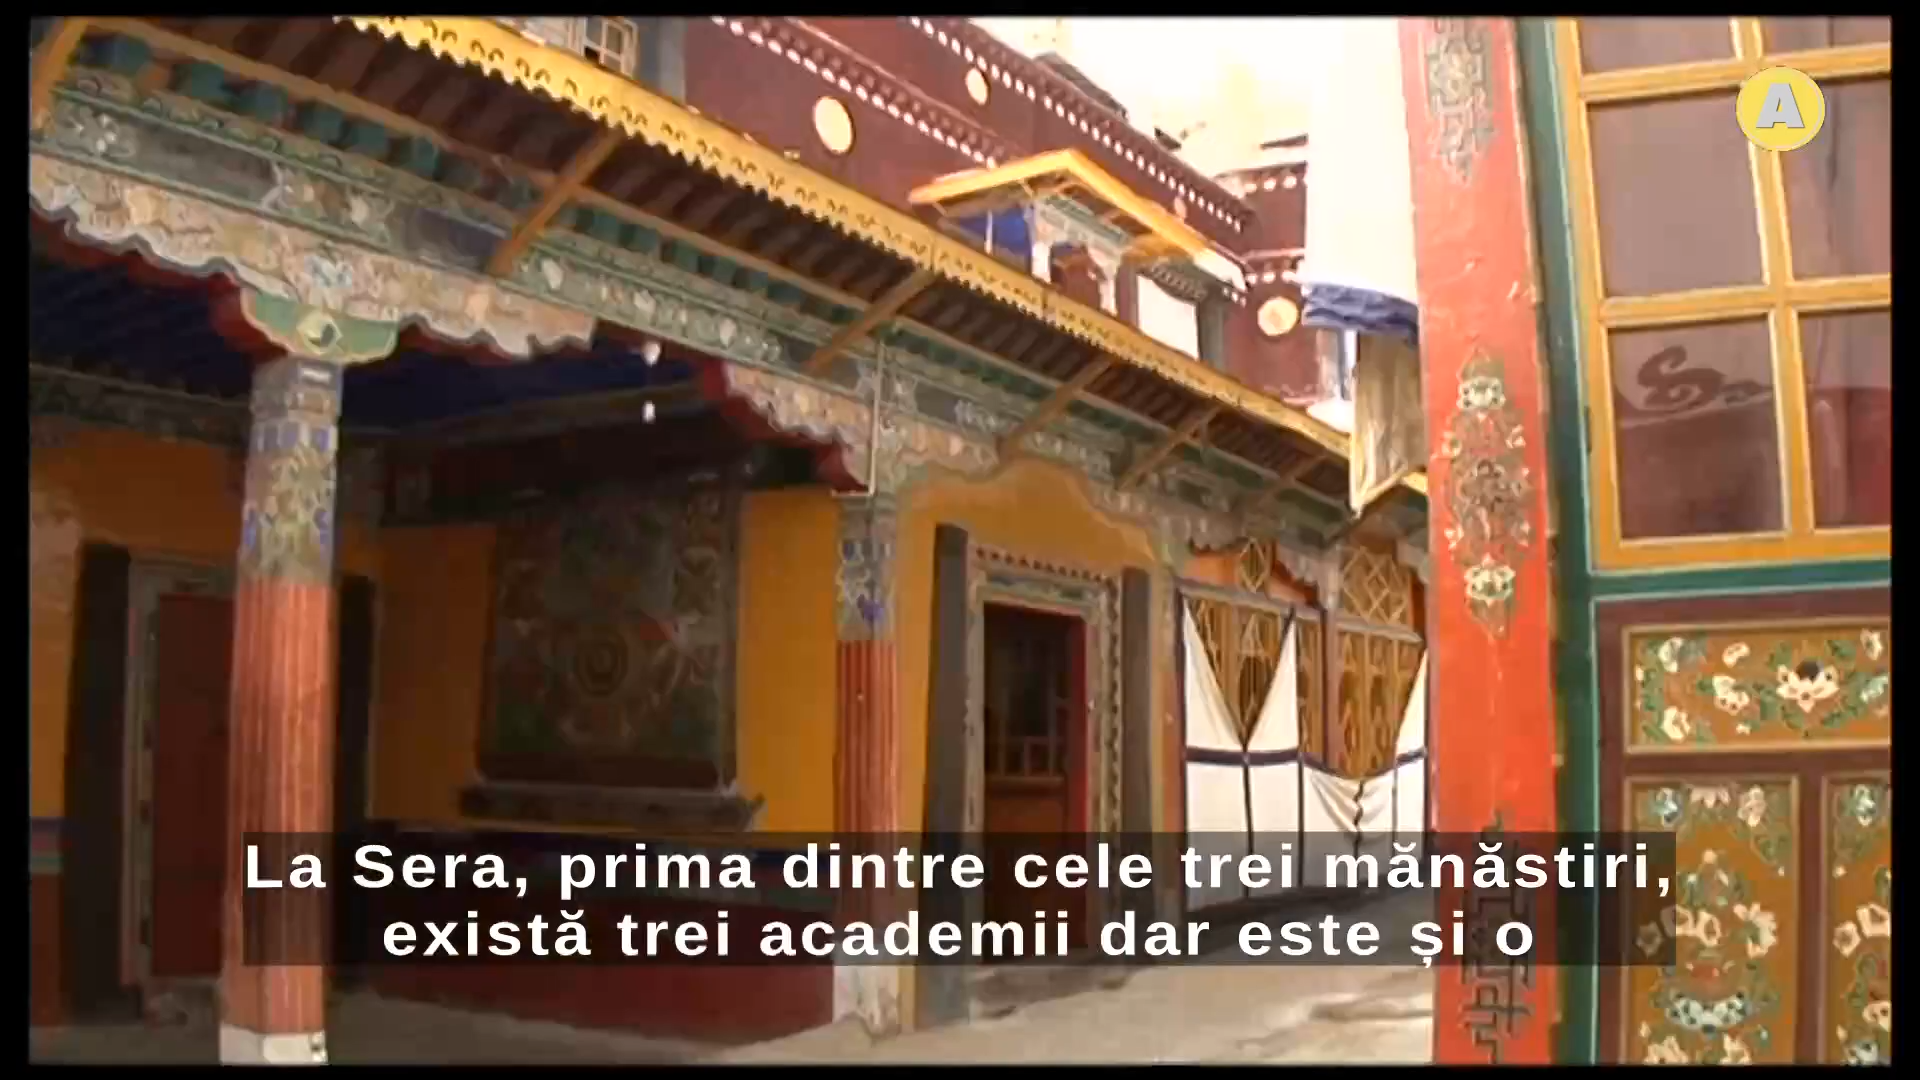 A
La Sera, prima dintre cele trei mănăstiri,
există trei academii dar este și o